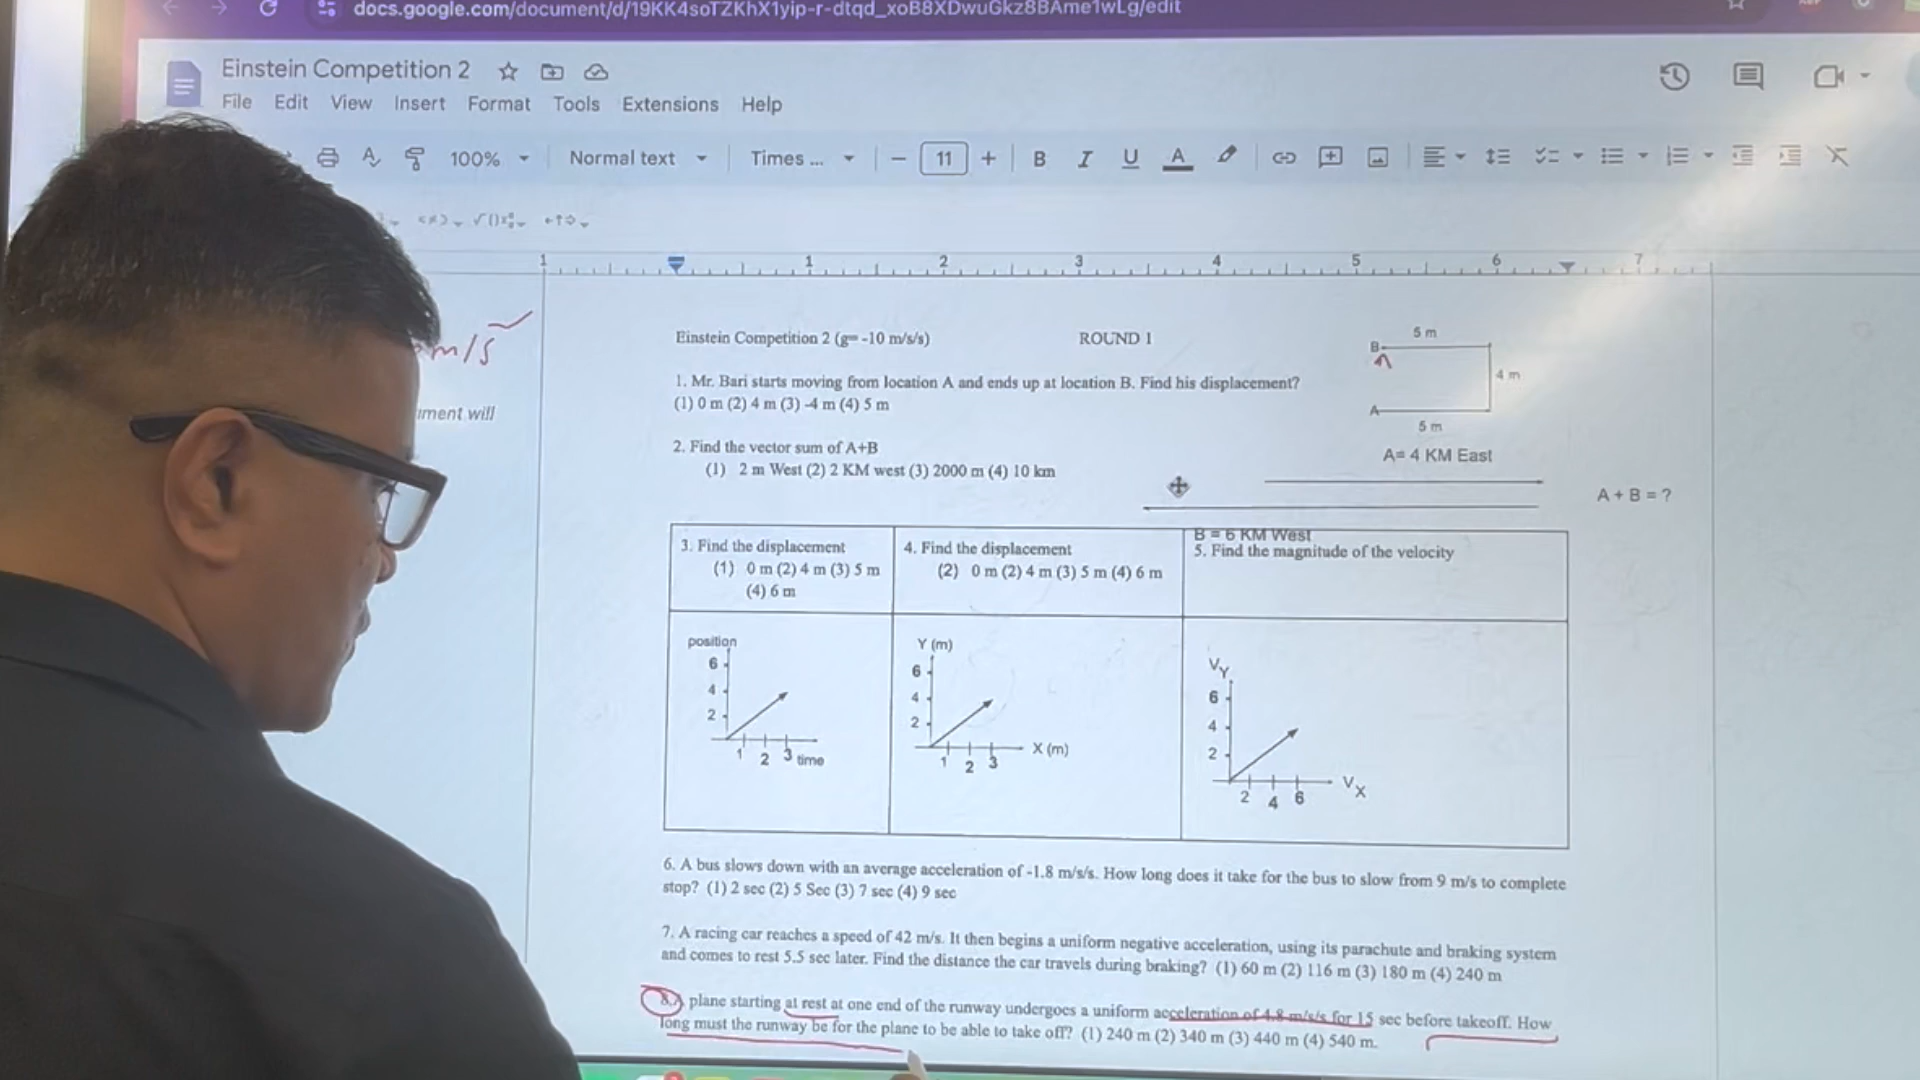 docs.google.com/document/d/19KK4soTZKhX1yip-r-dtqd_xoB8XDwuGkz8BAme1wLg/edit
Einstein Competition 2
File Edit View Insert Format Tools Extensions Help
100% Normal text Times ... − 11 + B I U A
1 1 2 3 4 5 6 7
m/s
ment will
Einstein Competition 2 (g= -10 m/s/s) ROUND 1
1. Mr. Bari starts moving from location A and ends up at location B. Find his displacement?
(1) 0 m (2) 4 m (3) -4 m (4) 5 m
5 m
B
4 m
A
5 m
2. Find the vector sum of A+B
(1) 2 m West (2) 2 KM west (3) 2000 m (4) 10 km
A= 4 KM East
A + B = ?
B = 6 KM West
3. Find the displacement
(1) 0 m (2) 4 m (3) 5 m
(4) 6 m
4. Find the displacement
(2) 0 m (2) 4 m (3) 5 m (4) 6 m
5. Find the magnitude of the velocity
position
6
4
2
1 2 3 time
Y (m)
6
4
2
1 2 3
X (m)
VY
6
4
2
2 4 6
VX
6. A bus slows down with an average acceleration of -1.8 m/s/s. How long does it take for the bus to slow from 9 m/s to complete
stop? (1) 2 sec (2) 5 Sec (3) 7 sec (4) 9 sec
7. A racing car reaches a speed of 42 m/s. It then begins a uniform negative acceleration, using its parachute and braking system
and comes to rest 5.5 sec later. Find the distance the car travels during braking? (1) 60 m (2) 116 m (3) 180 m (4) 240 m
8.A plane starting at rest at one end of the runway undergoes a uniform acceleration of 4.8 m/s/s for 15 sec before takeoff. How
long must the runway be for the plane to be able to take off? (1) 240 m (2) 340 m (3) 440 m (4) 540 m.